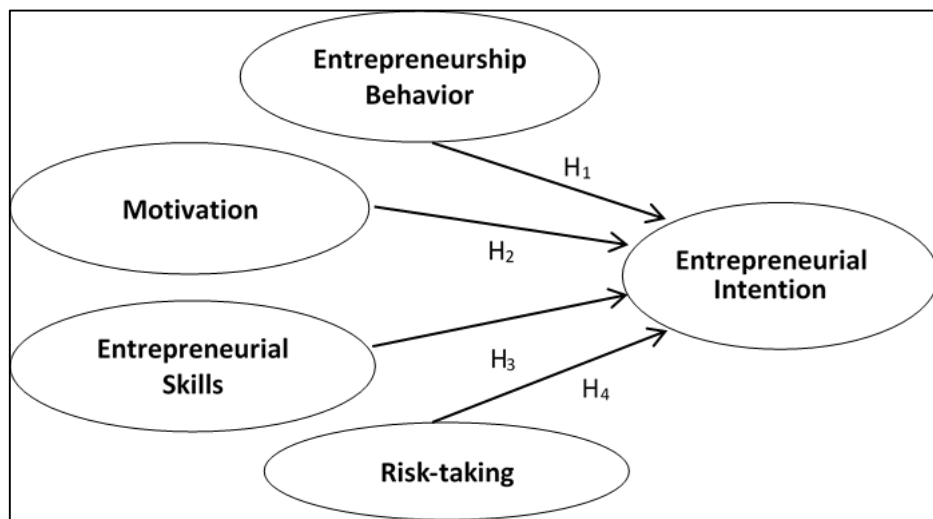 Entrepreneurship
Behavior
H₁
Motivation
H₂
Entrepreneurial
Intention
Entrepreneurial
Skills
H₃
H₄
Risk-taking